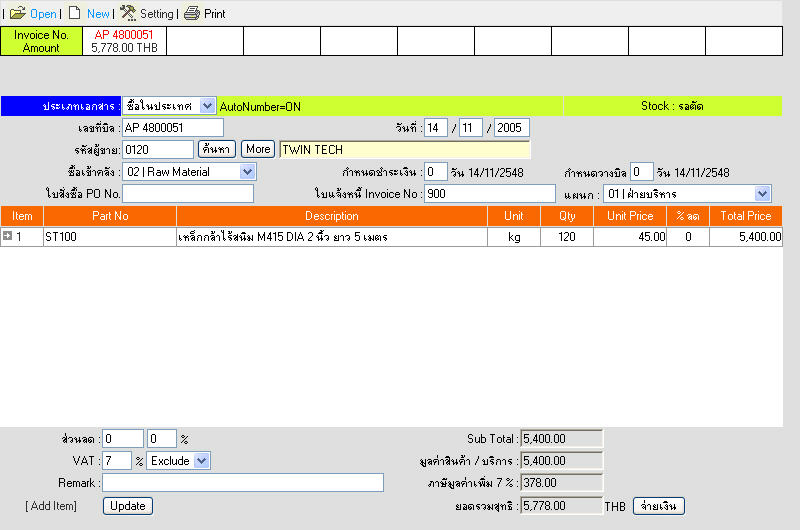 | Open | New | Setting | Print
Invoice No. AP 4800051
Amount 5,778.00 THB
ประเภทเอกสาร : ซื้อในประเทศ AutoNumber=ON Stock : รอตัด
เลขที่บิล : AP 4800051 วันที่ : 14 / 11 / 2005
รหัสผู้ขาย: 0120 ค้นหา More TWIN TECH
ซื้อเข้าคลัง : 02 | Raw Material กำหนดชำระเงิน : 0 วัน 14/11/2548 กำหนดวางบิล 0 วัน 14/11/2548
ใบสั่งซื้อ PO No. ใบแจ้งหนี้ Invoice No : 900 แผนก : 01 | ฝ่ายบริหาร
Item Part No Description Unit Qty Unit Price % ลด Total Price
1 ST100 เหล็กกล้าไร้สนิม M415 DIA 2 นิ้ว ยาว 5 เมตร kg 120 45.00 0 5,400.00
ส่วนลด : 0 0 % Sub Total : 5,400.00
VAT : 7 % Exclude มูลค่าสินค้า / บริการ : 5,400.00
Remark : ภาษีมูลค่าเพิ่ม 7 % : 378.00
[ Add Item] Update ยอดรวมสุทธิ : 5,778.00 THB จ่ายเงิน